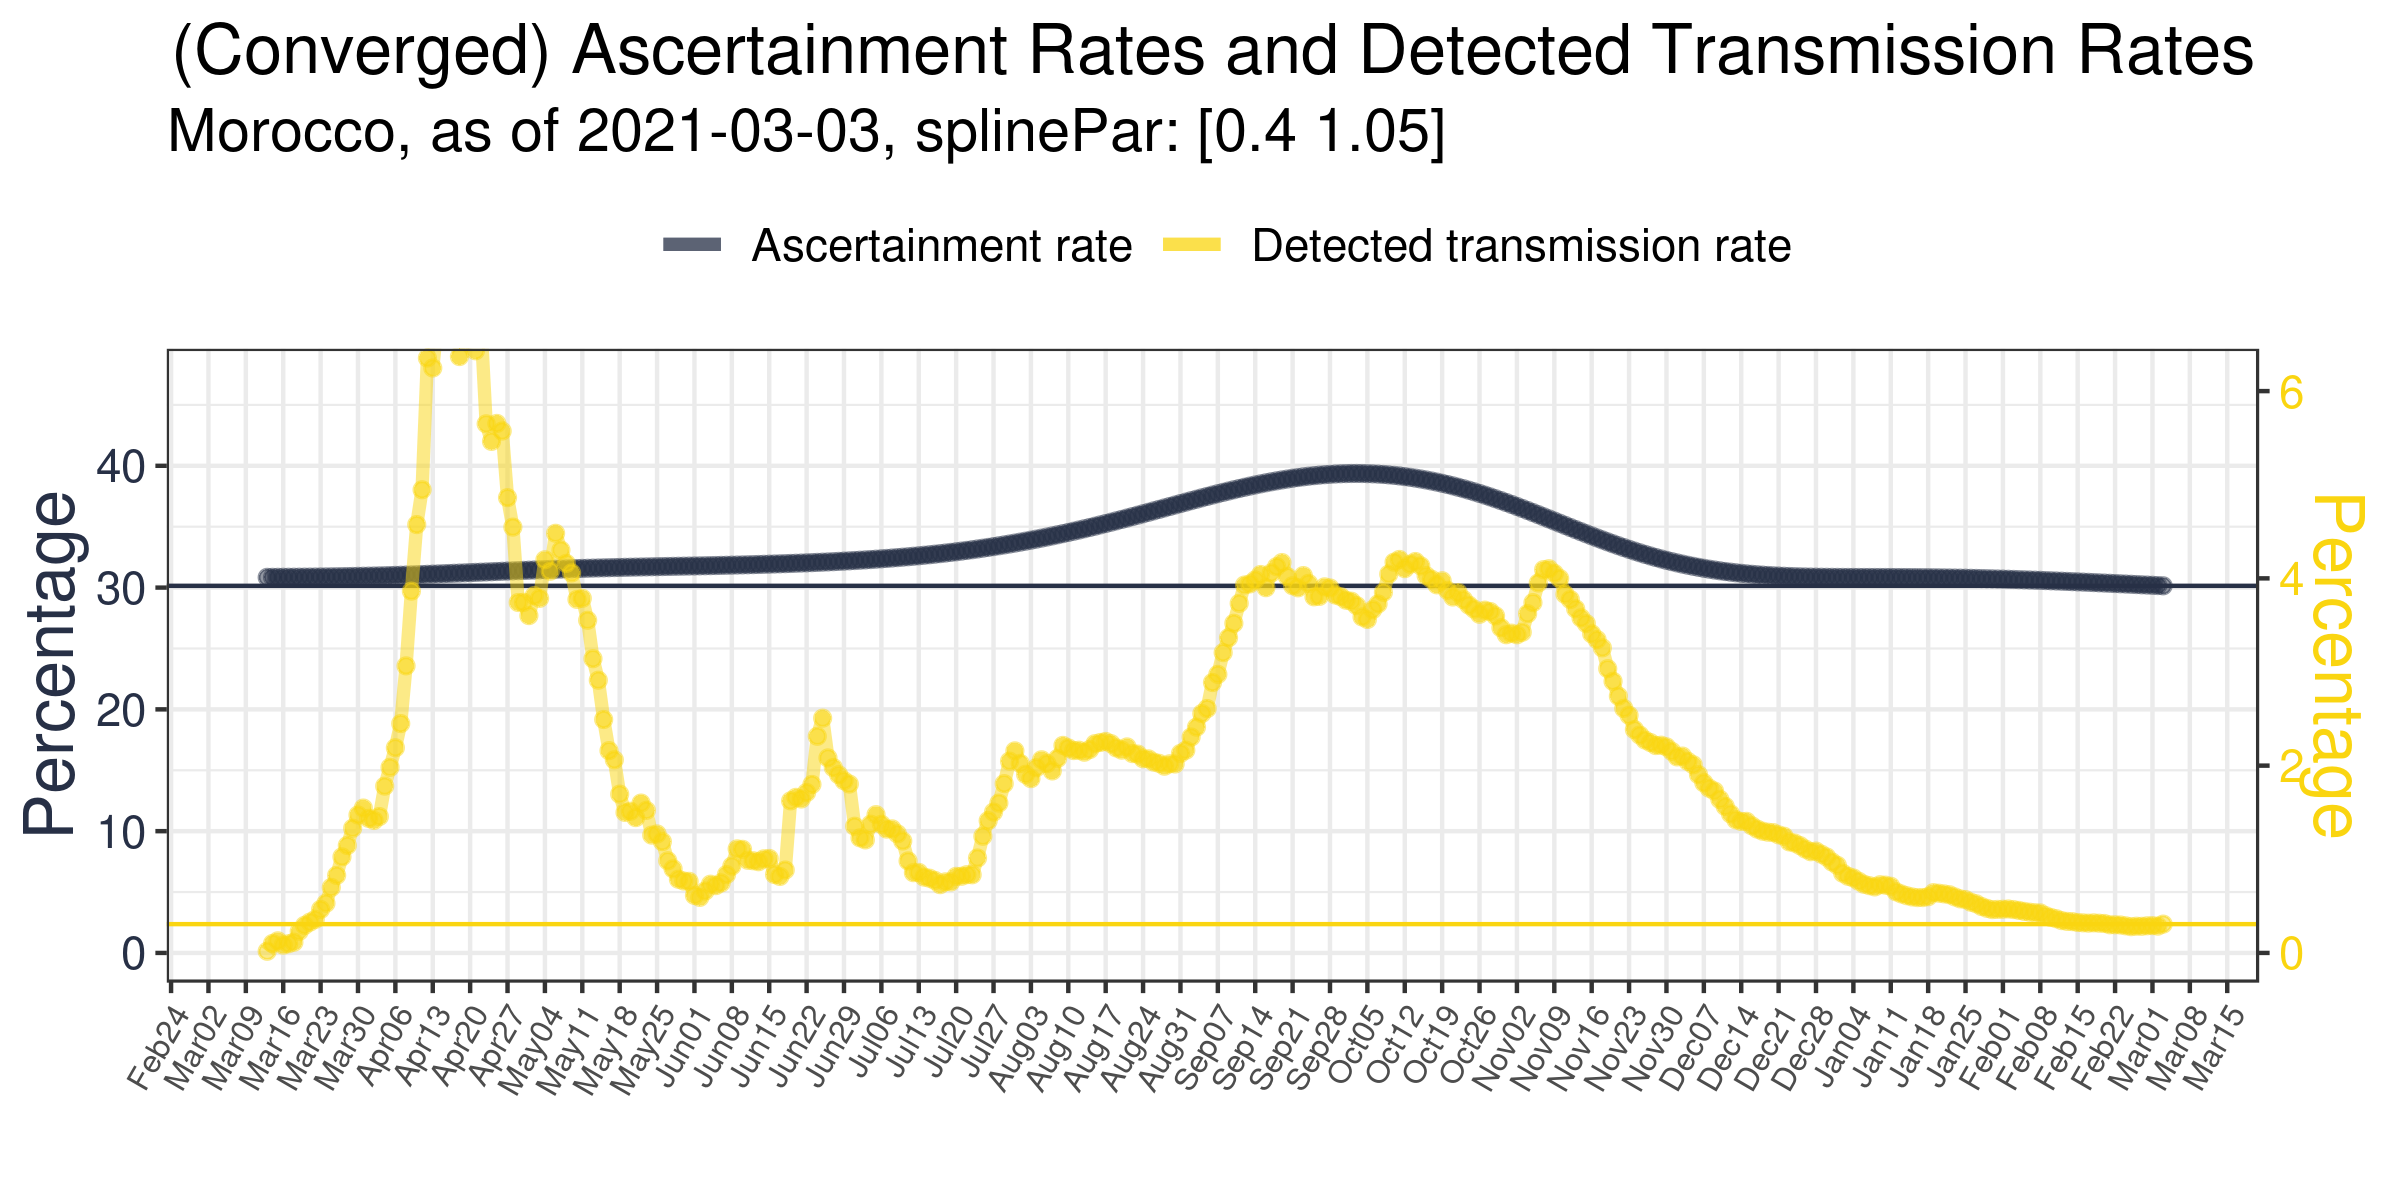 (Converged) Ascertainment Rates and Detected Transmission Rates
Morocco, as of 2021-03-03, splinePar: [0.4 1.05]
Ascertainment rate Detected transmission rate
Percentage
40
30
20
10
0
6
4
2
0
Percentage
Feb24
Mar02
Mar09
Mar16
Mar23
Mar30
Apr06
Apr13
Apr20
Apr27
May04
May11
May18
May25
Jun01
Jun08
Jun15
Jun22
Jun29
Jul06
Jul13
Jul20
Jul27
Aug03
Aug10
Aug17
Aug24
Aug31
Sep07
Sep14
Sep21
Sep28
Oct05
Oct12
Oct19
Oct26
Nov02
Nov09
Nov16
Nov23
Nov30
Dec07
Dec14
Dec21
Dec28
Jan04
Jan11
Jan18
Jan25
Feb01
Feb08
Feb15
Feb22
Mar01
Mar08
Mar15